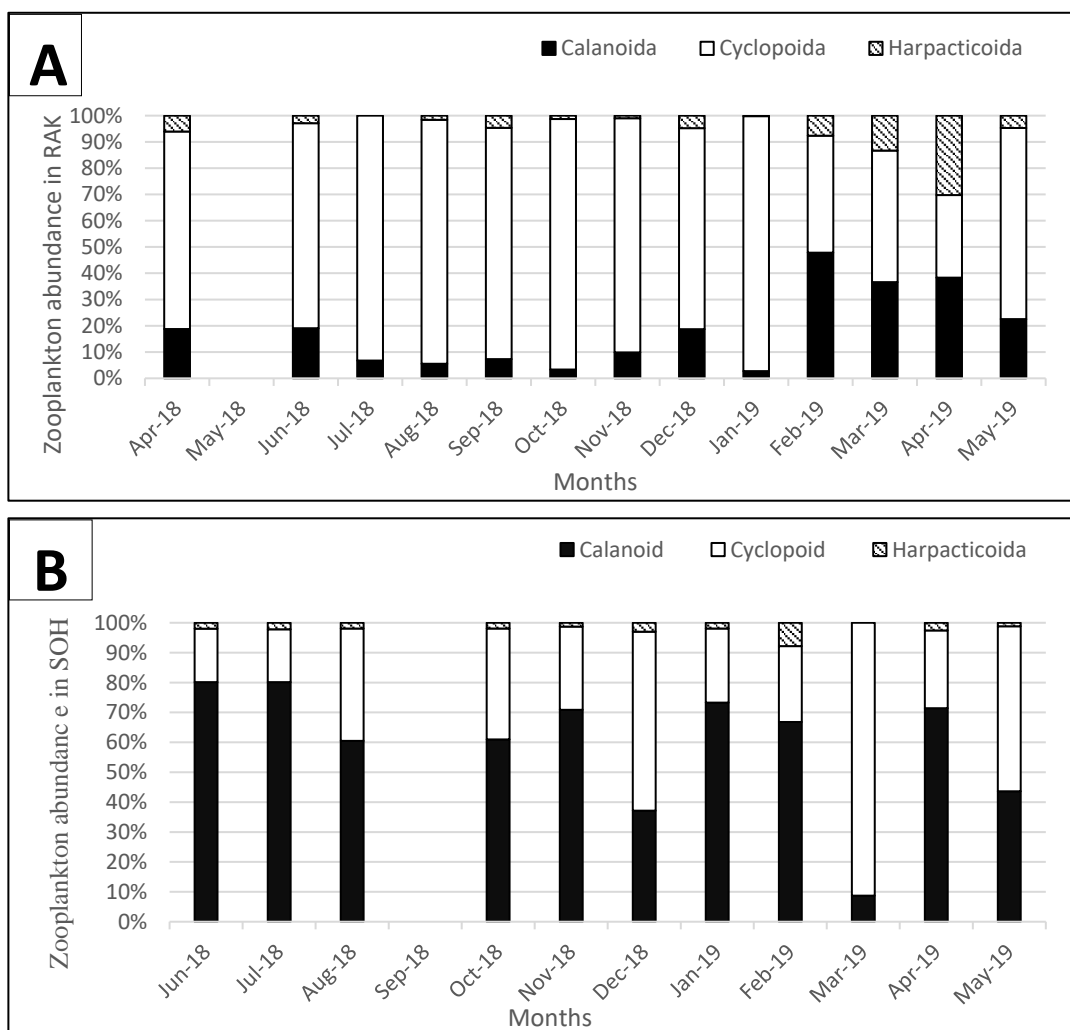 A
Calanoida Cyclopoida Harpacticoida
Zooplankton abundance in RAK
100%
90%
80%
70%
60%
50%
40%
30%
20%
10%
0%
Apr-18 May-18 Jun-18 Jul-18 Aug-18 Sep-18 Oct-18 Nov-18 Dec-18 Jan-19 Feb-19 Mar-19 Apr-19 May-19
Months
B
Calanoid Cyclopoid Harpacticoida
Zooplankton abundanc e in SOH
100%
90%
80%
70%
60%
50%
40%
30%
20%
10%
0%
Jun-18 Jul-18 Aug-18 Sep-18 Oct-18 Nov-18 Dec-18 Jan-19 Feb-19 Mar-19 Apr-19 May-19
Months